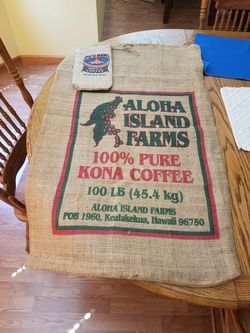 ALOHA
ISLAND
FARMS
100% PURE
KONA COFFEE
100 LB (45.4 kg)
ALOHA ISLAND FARMS
POB 1960, Kealakekua, Hawaii 96750